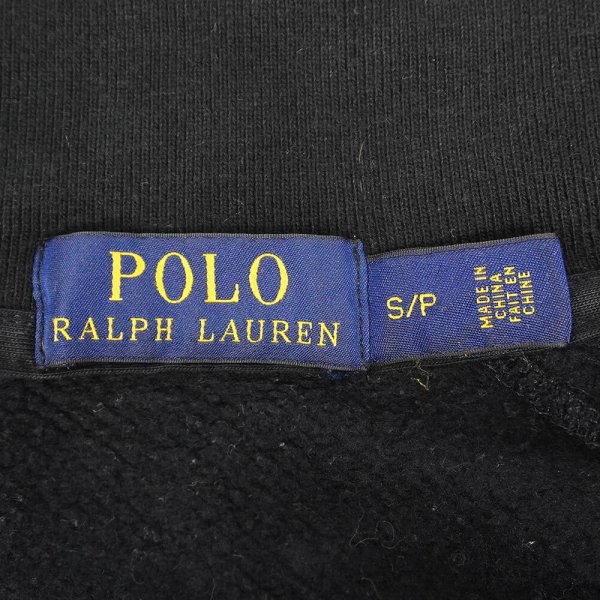 POLO
RALPH LAUREN
S/P
MADE IN
CHINA
FAIT EN
CHINE